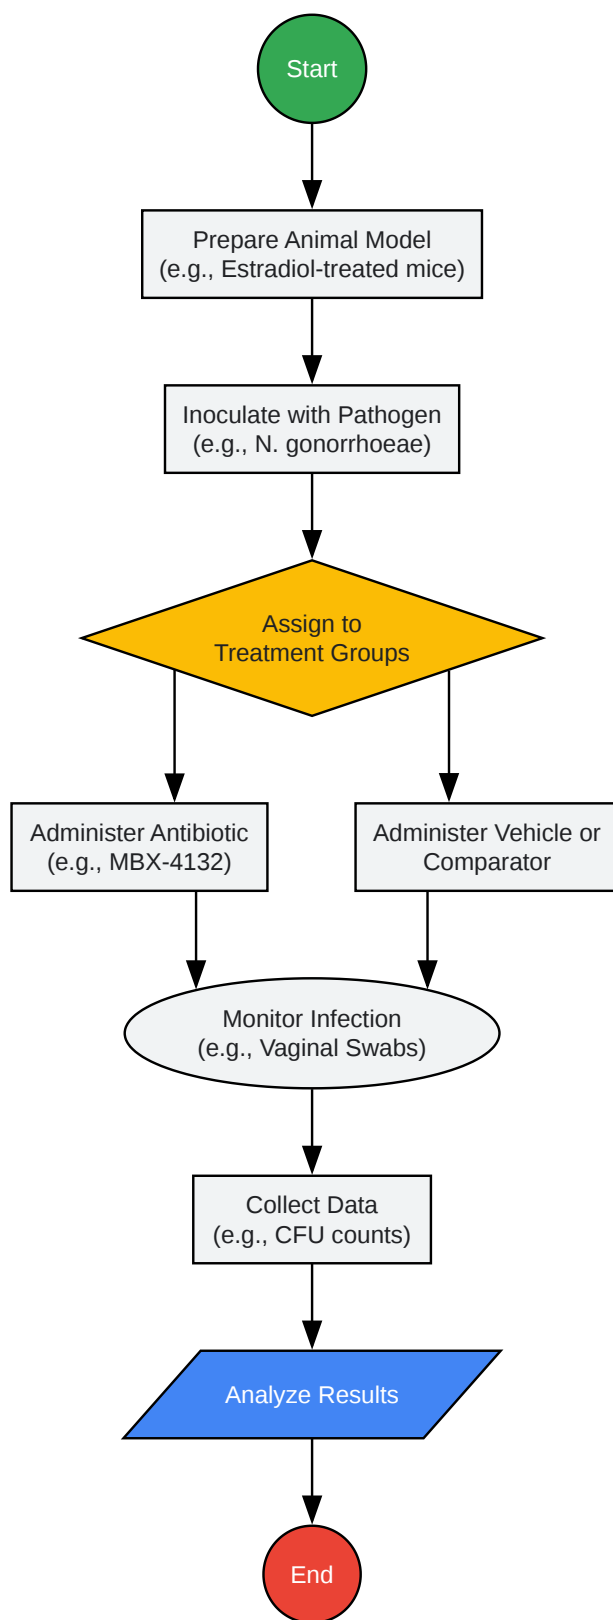 Start
Prepare Animal Model
(e.g., Estradiol-treated mice)
Inoculate with Pathogen
(e.g., N. gonorrhoeae)
Assign to
Treatment Groups
Administer Antibiotic
(e.g., MBX-4132)
Administer Vehicle or
Comparator
Monitor Infection
(e.g., Vaginal Swabs)
Collect Data
(e.g., CFU counts)
Analyze Results
End